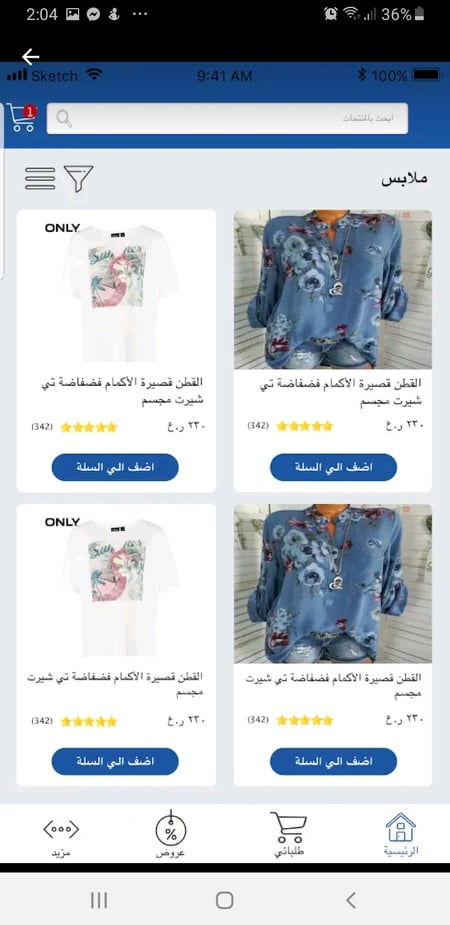 2:04
36%
Sketch
9:41 AM
100%
1
ابحث بالمنتجات
ملابس
ONLY
القطن قصيرة الأكمام فضفاضة تي
شيرت مجسم
٢٣٠ ر.ع
(342)
اضف الي السلة
القطن قصيرة الأكمام فضفاضة تي
شيرت مجسم
٢٣٠ ر.ع
(342)
اضف الي السلة
ONLY
القطن قصيرة الأكمام فضفاضة تي شيرت
مجسم
٢٣٠ ر.ع
(342)
اضف الي السلة
القطن قصيرة الأكمام فضفاضة تي شيرت
مجسم
٢٣٠ ر.ع
(342)
اضف الي السلة
الرئيسية
طلباتي
%
عروض
مزيد